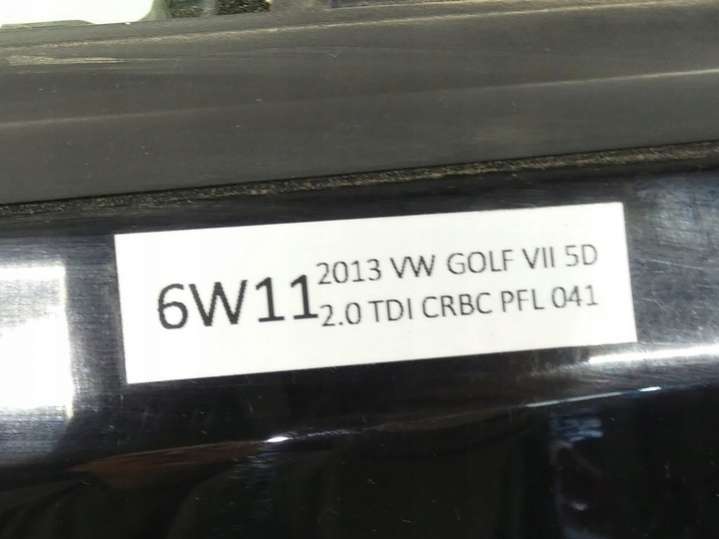 6W11
2013 VW GOLF VII 5D
2.0 TDI CRBC PFL 041